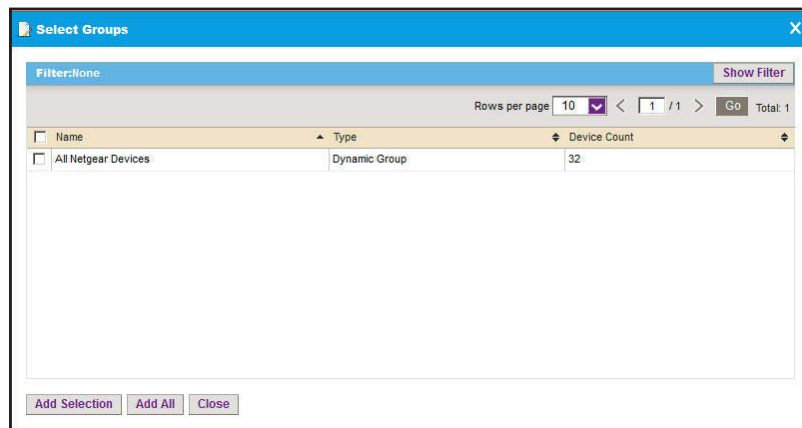 Select Groups X
Filter:None Show Filter
Rows per page 10 < 1 / 1 > Go Total: 1
Name Type Device Count
All Netgear Devices Dynamic Group 32
Add Selection Add All Close